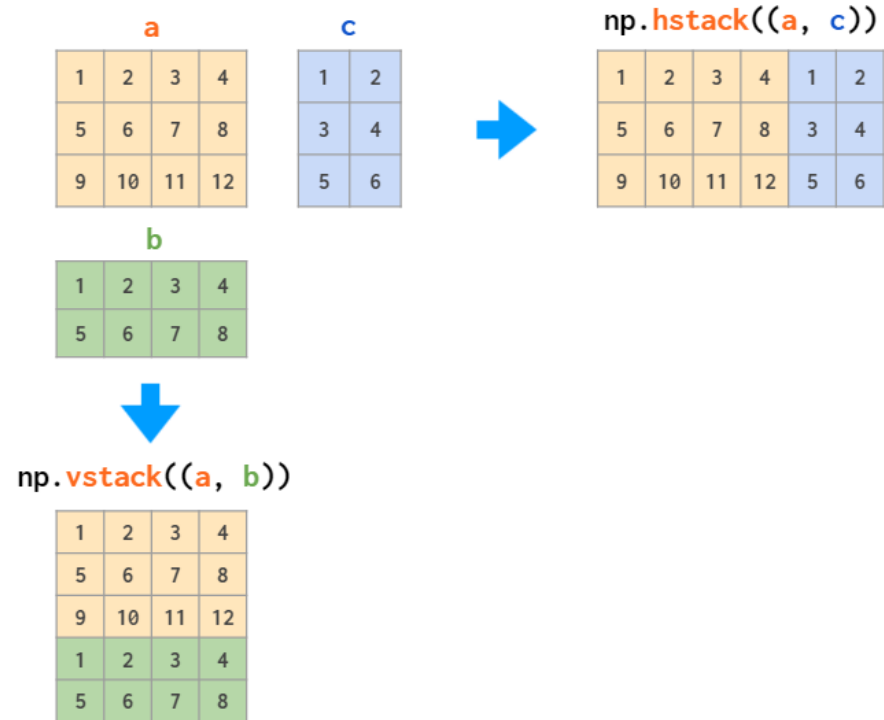 a
1 2 3 4
5 6 7 8
9 10 11 12
c
1 2
3 4
5 6
np.hstack((a, c))
1 2 3 4 1 2
5 6 7 8 3 4
9 10 11 12 5 6
b
1 2 3 4
5 6 7 8
np.vstack((a, b))
1 2 3 4
5 6 7 8
9 10 11 12
1 2 3 4
5 6 7 8